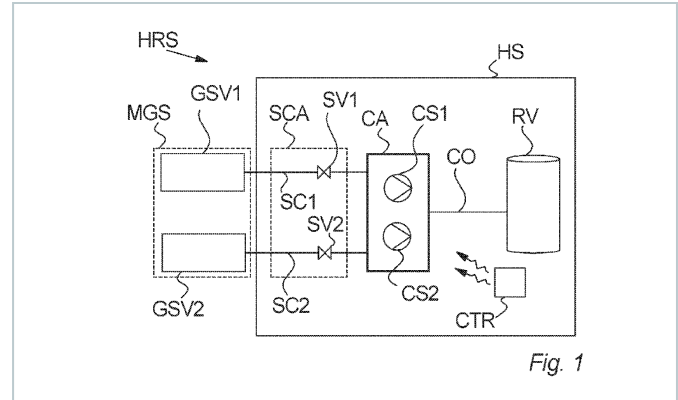 HRS
HS
GSV1
MGS
SCA
SV1
CA
CS1
RV
CO
SC1
SV2
GSV2
SC2
CS2
CTR
Fig. 1